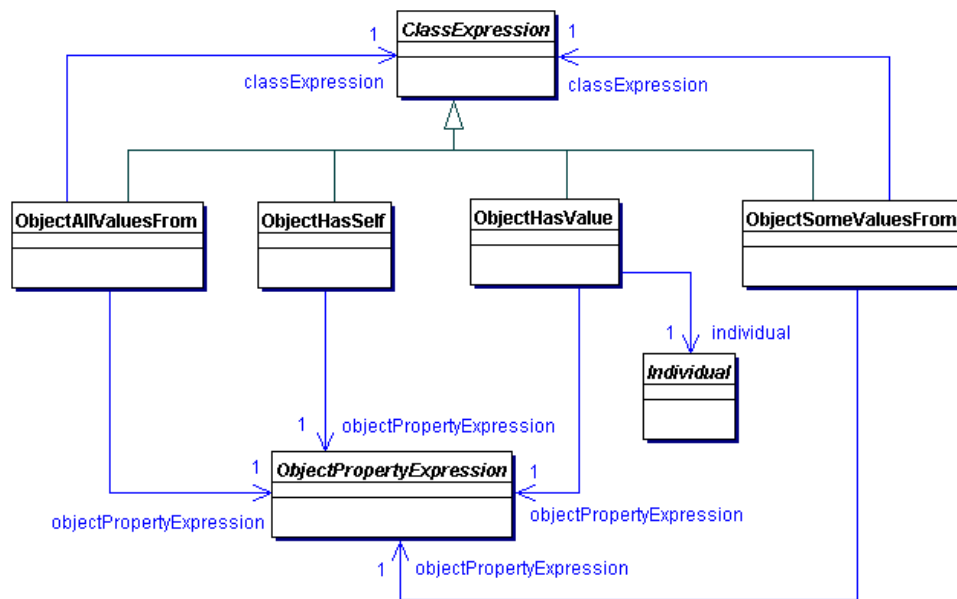 ClassExpression
1
1
classExpression
classExpression
ObjectAllValuesFrom
ObjectHasSelf
ObjectHasValue
ObjectSomeValuesFrom
1
individual
Individual
1
objectPropertyExpression
1
ObjectPropertyExpression
1
objectPropertyExpression
objectPropertyExpression
1
objectPropertyExpression